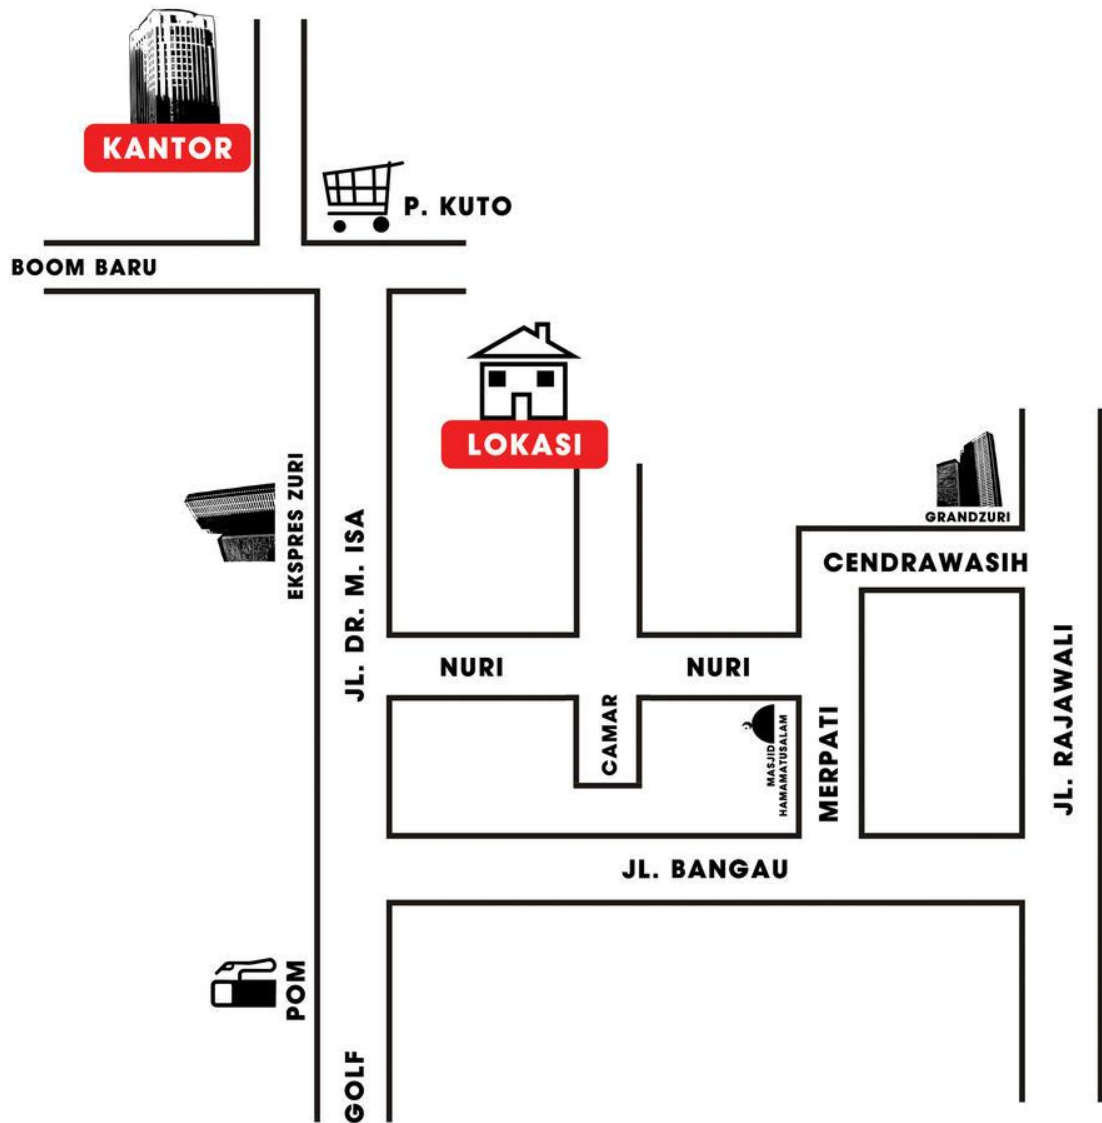 KANTOR
P. KUTO
BOOM BARU
LOKASI
EKSPRES ZURI
JL. DR. M. ISA
GRANDZURI
CENDRAWASIH
NURI
NURI
CAMAR
MASJID
HAMAMATUSALAM
MERPATI
JL. RAJAWALI
JL. BANGAU
POM
GOLF